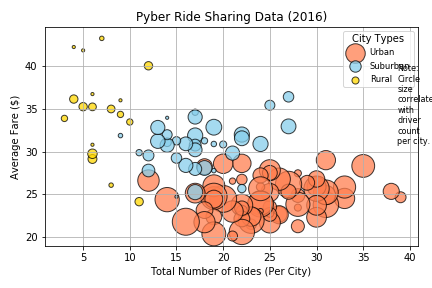 Pyber Ride Sharing Data (2016)
City Types
Urban
Suburban
Rural
Note:
Circle
size
correlates
with
driver
count
per city.
Average Fare ($)
40
35
30
25
20
5
10
15
20
25
30
35
40
Total Number of Rides (Per City)